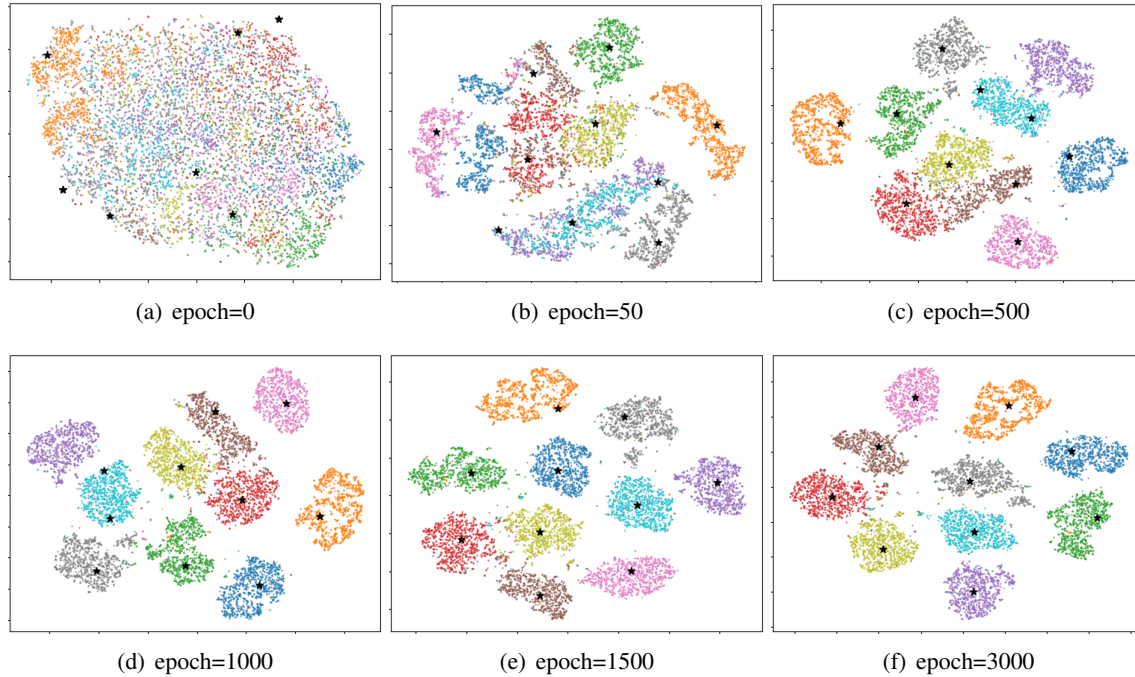 (a) epoch=0
(b) epoch=50
(c) epoch=500
(d) epoch=1000
(e) epoch=1500
(f) epoch=3000